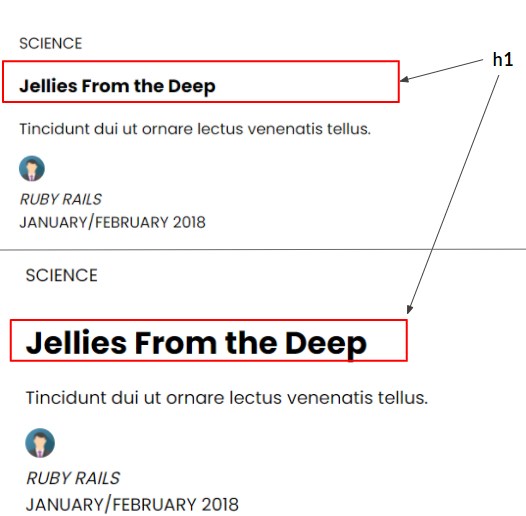 SCIENCE
h1
Jellies From the Deep
Tincidunt dui ut ornare lectus venenatis tellus.
RUBY RAILS
JANUARY/FEBRUARY 2018
SCIENCE
Jellies From the Deep
Tincidunt dui ut ornare lectus venenatis tellus.
RUBY RAILS
JANUARY/FEBRUARY 2018